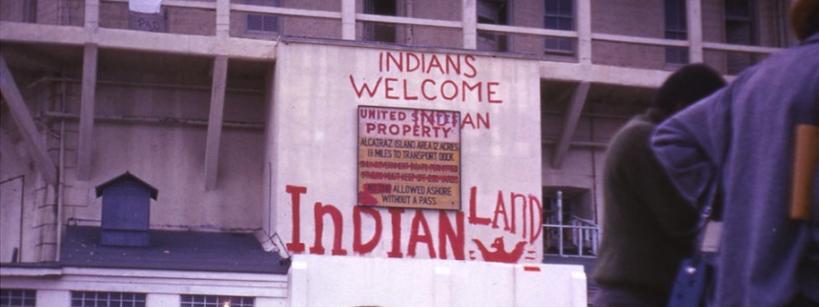 INDIANS
WELCOME
INDIAN
UNITED STATES
PROPERTY
ALCATRAZ ISLAND AREA 12 ACRES
1½ MILES TO TRANSPORT DOCK
ALLOWED ASHORE
WITHOUT A PASS
INDIAN LAND